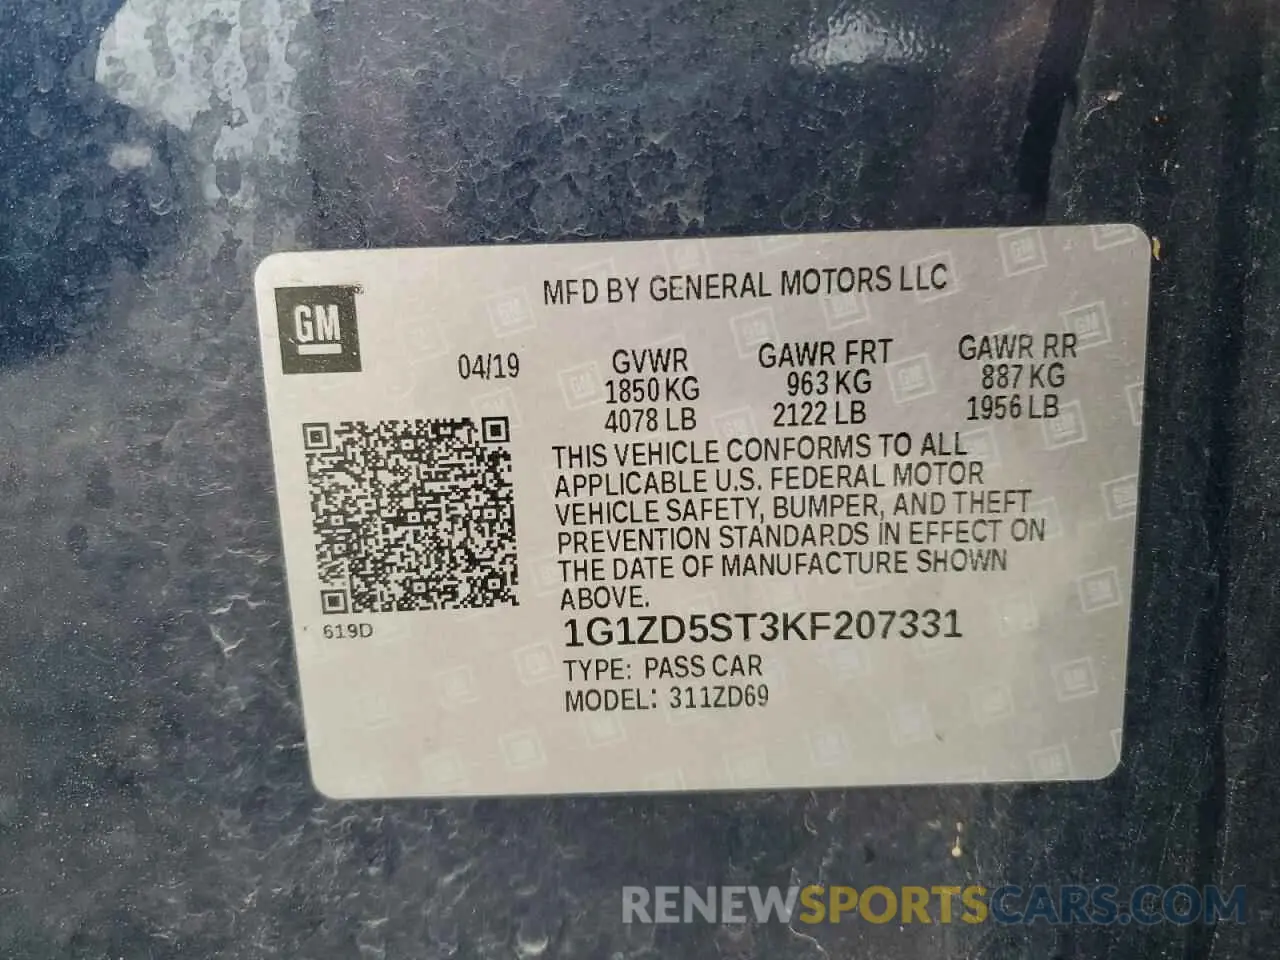 MFD BY GENERAL MOTORS LLC
GM
04/19
GVWR GAWR FRT GAWR RR
1850 KG 963 KG 887 KG
4078 LB 2122 LB 1956 LB
THIS VEHICLE CONFORMS TO ALL
APPLICABLE U.S. FEDERAL MOTOR
VEHICLE SAFETY, BUMPER, AND THEFT
PREVENTION STANDARDS IN EFFECT ON
THE DATE OF MANUFACTURE SHOWN
ABOVE.
619D
1G1ZD5ST3KF207331
TYPE: PASS CAR
MODEL: 311ZD69
RENEWSPORTSCARS.COM